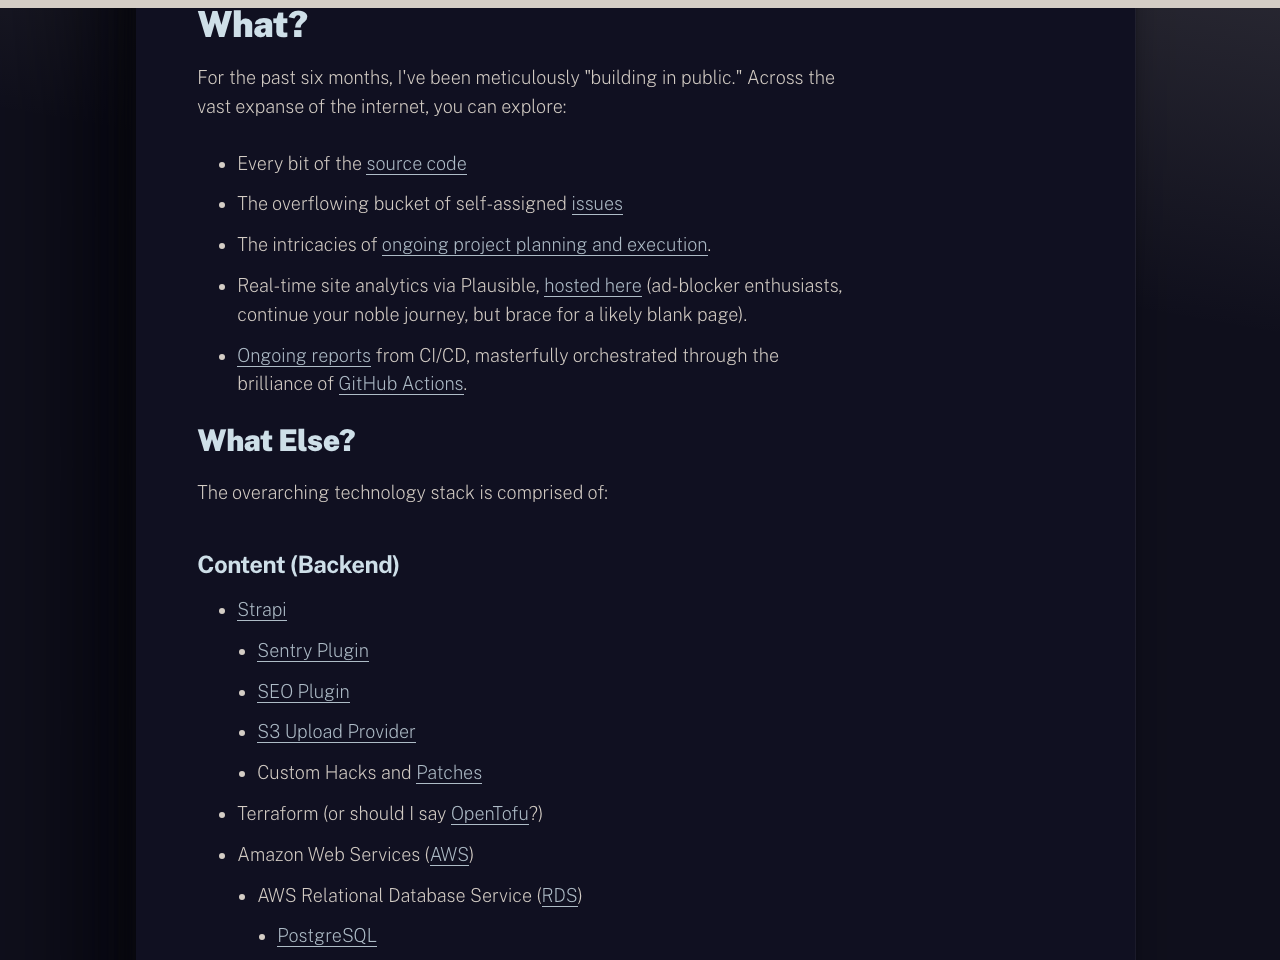 What?
For the past six months, I've been meticulously "building in public." Across the
vast expanse of the internet, you can explore:
Every bit of the source code
The overflowing bucket of self-assigned issues
The intricacies of ongoing project planning and execution.
Real-time site analytics via Plausible, hosted here (ad-blocker enthusiasts,
continue your noble journey, but brace for a likely blank page).
Ongoing reports from CI/CD, masterfully orchestrated through the
brilliance of GitHub Actions.
What Else?
The overarching technology stack is comprised of:
Content (Backend)
Strapi
Sentry Plugin
SEO Plugin
S3 Upload Provider
Custom Hacks and Patches
Terraform (or should I say OpenTofu?)
Amazon Web Services (AWS)
AWS Relational Database Service (RDS)
PostgreSQL